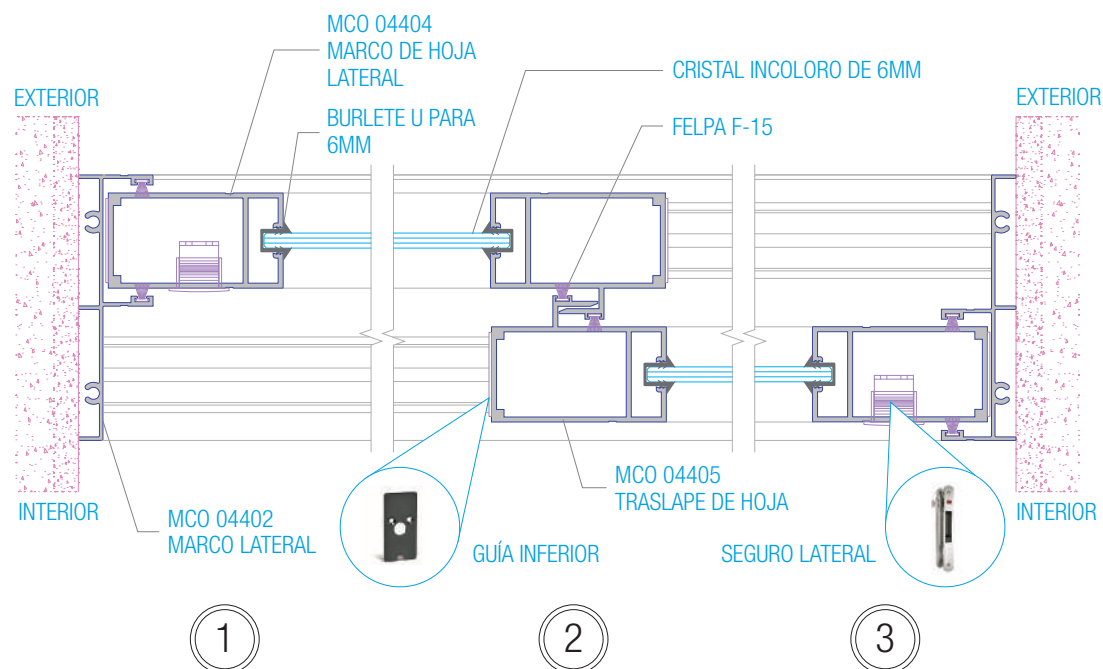 MCO 04404
MARCO DE HOJA
LATERAL
CRISTAL INCOLORO DE 6MM
EXTERIOR
EXTERIOR
BURLETE U PARA
6MM
FELPA F-15
MCO 04405
TRASLAPE DE HOJA
INTERIOR
MCO 04402
MARCO LATERAL
GUÍA INFERIOR
SEGURO LATERAL
INTERIOR
1
2
3